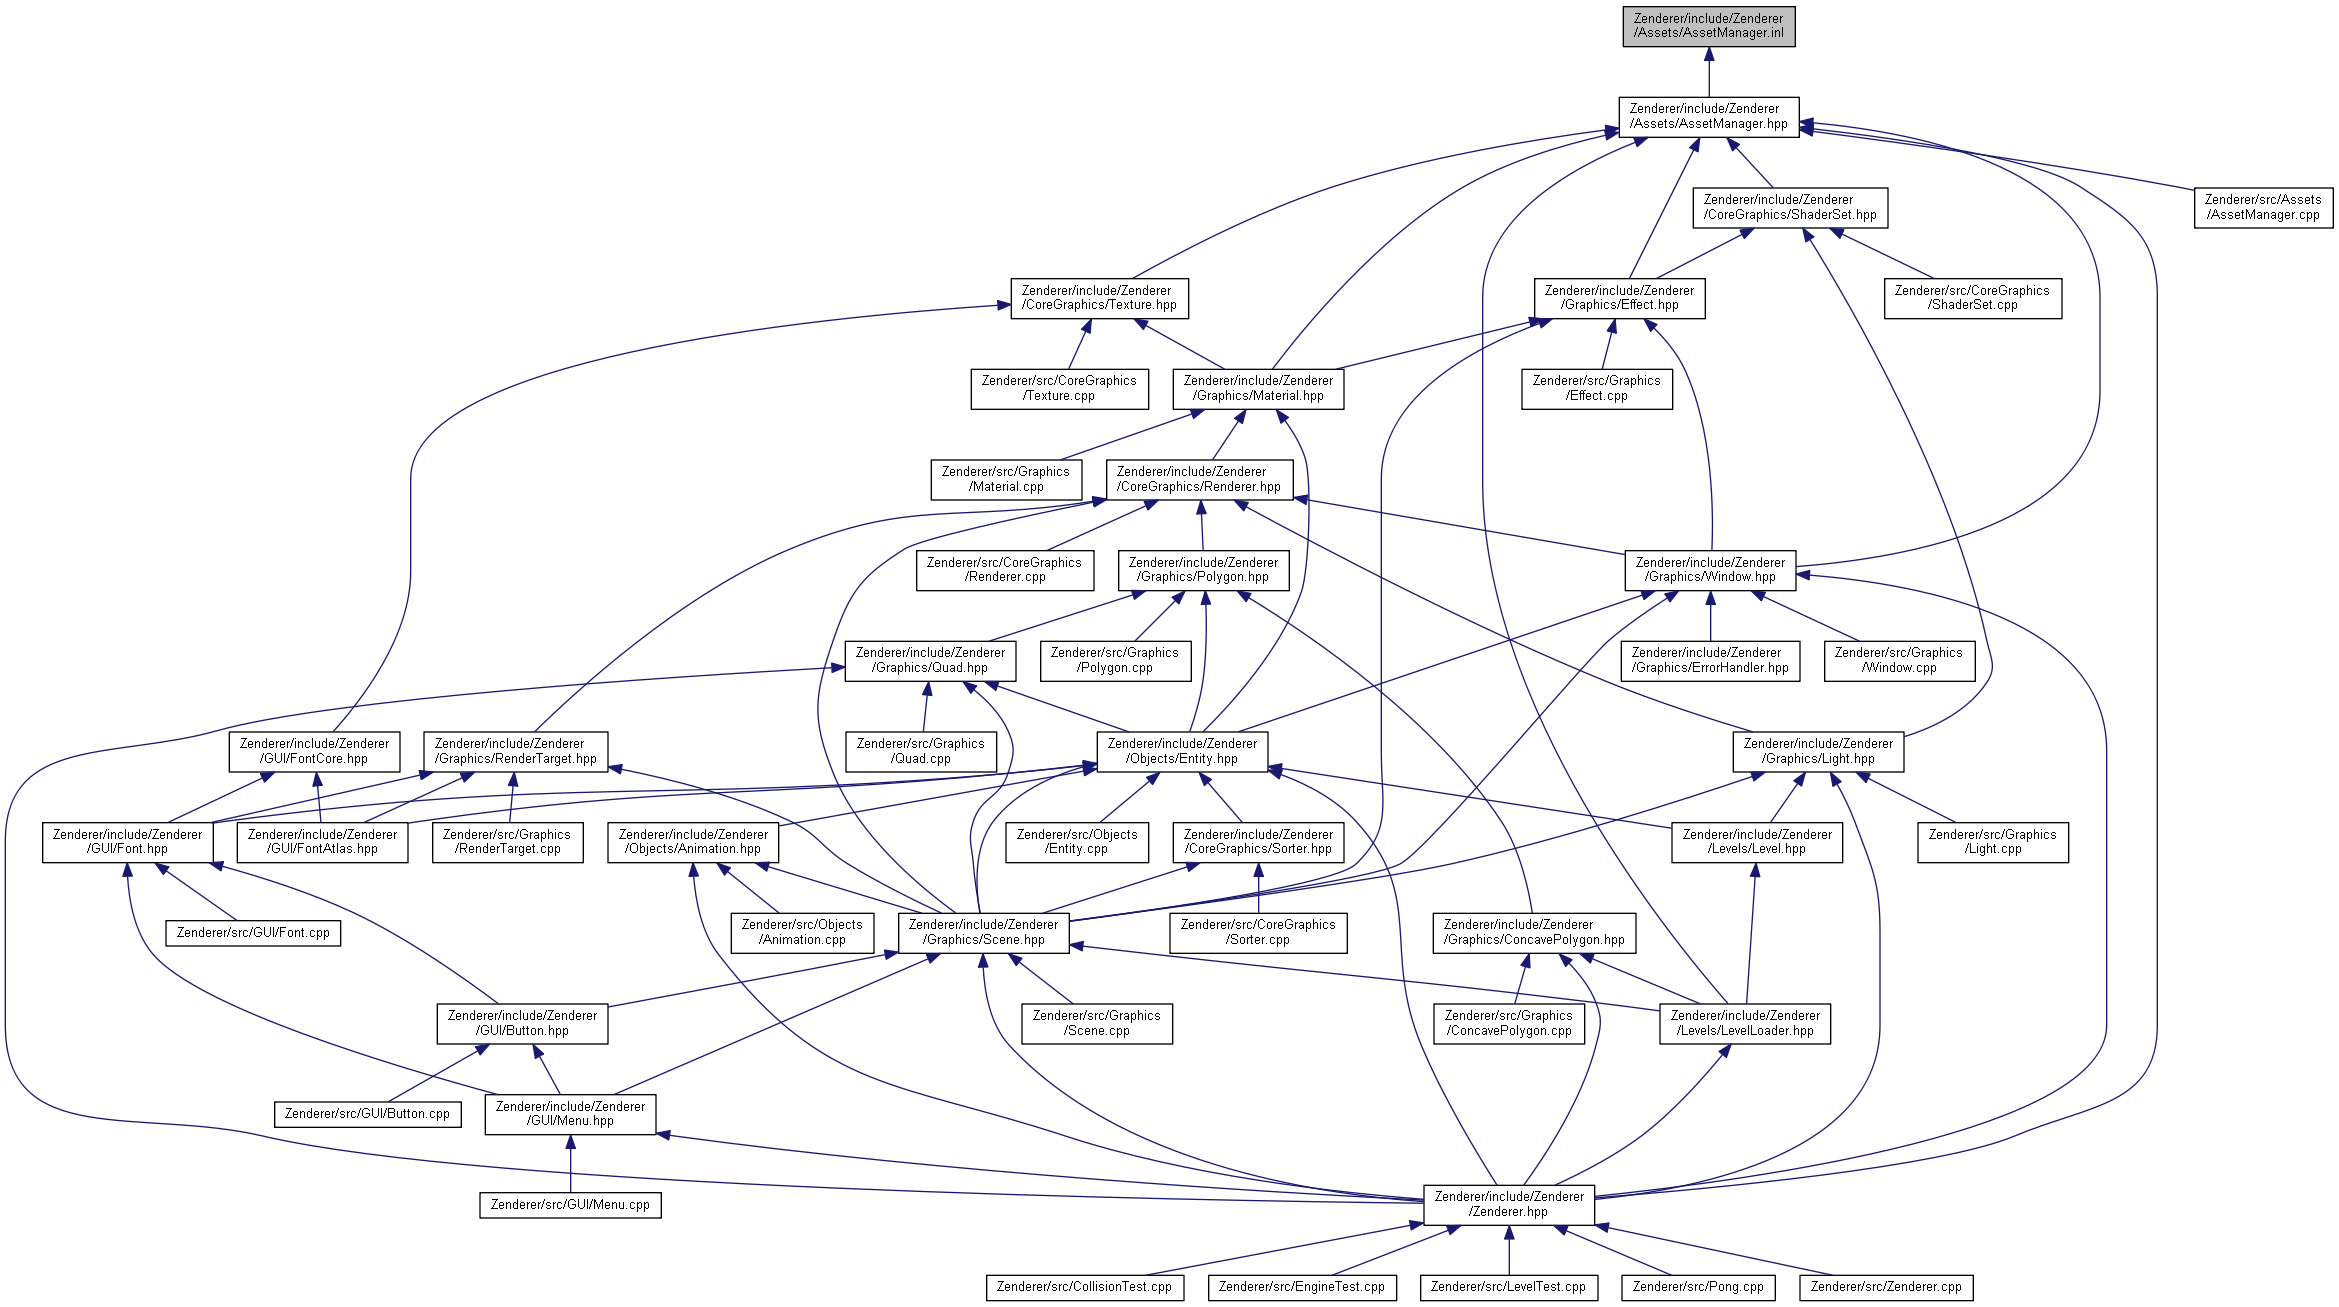 Zenderer/include/Zenderer
/Assets/AssetManager.inl
Zenderer/include/Zenderer
/Assets/AssetManager.hpp
Zenderer/include/Zenderer
/CoreGraphics/ShaderSet.hpp
Zenderer/src/Assets
/AssetManager.cpp
Zenderer/include/Zenderer
/CoreGraphics/Texture.hpp
Zenderer/include/Zenderer
/Graphics/Effect.hpp
Zenderer/src/CoreGraphics
/ShaderSet.cpp
Zenderer/src/CoreGraphics
/Texture.cpp
Zenderer/include/Zenderer
/Graphics/Material.hpp
Zenderer/src/Graphics
/Effect.cpp
Zenderer/src/Graphics
/Material.cpp
Zenderer/include/Zenderer
/CoreGraphics/Renderer.hpp
Zenderer/src/CoreGraphics
/Renderer.cpp
Zenderer/include/Zenderer
/Graphics/Polygon.hpp
Zenderer/include/Zenderer
/Graphics/Window.hpp
Zenderer/include/Zenderer
/Graphics/Quad.hpp
Zenderer/src/Graphics
/Polygon.cpp
Zenderer/include/Zenderer
/Graphics/ErrorHandler.hpp
Zenderer/src/Graphics
/Window.cpp
Zenderer/include/Zenderer
/GUI/FontCore.hpp
Zenderer/include/Zenderer
/Graphics/RenderTarget.hpp
Zenderer/src/Graphics
/Quad.cpp
Zenderer/include/Zenderer
/Objects/Entity.hpp
Zenderer/include/Zenderer
/Graphics/Light.hpp
Zenderer/include/Zenderer
/GUI/Font.hpp
Zenderer/include/Zenderer
/GUI/FontAtlas.hpp
Zenderer/src/Graphics
/RenderTarget.cpp
Zenderer/include/Zenderer
/Objects/Animation.hpp
Zenderer/src/Objects
/Entity.cpp
Zenderer/include/Zenderer
/CoreGraphics/Sorter.hpp
Zenderer/include/Zenderer
/Levels/Level.hpp
Zenderer/src/Graphics
/Light.cpp
Zenderer/src/GUI/Font.cpp
Zenderer/src/Objects
/Animation.cpp
Zenderer/include/Zenderer
/Graphics/Scene.hpp
Zenderer/src/CoreGraphics
/Sorter.cpp
Zenderer/include/Zenderer
/Graphics/ConcavePolygon.hpp
Zenderer/include/Zenderer
/GUI/Button.hpp
Zenderer/src/Graphics
/Scene.cpp
Zenderer/src/Graphics
/ConcavePolygon.cpp
Zenderer/include/Zenderer
/Levels/LevelLoader.hpp
Zenderer/src/GUI/Button.cpp
Zenderer/include/Zenderer
/GUI/Menu.hpp
Zenderer/src/GUI/Menu.cpp
Zenderer/include/Zenderer
/Zenderer.hpp
Zenderer/src/CollisionTest.cpp
Zenderer/src/EngineTest.cpp
Zenderer/src/LevelTest.cpp
Zenderer/src/Pong.cpp
Zenderer/src/Zenderer.cpp